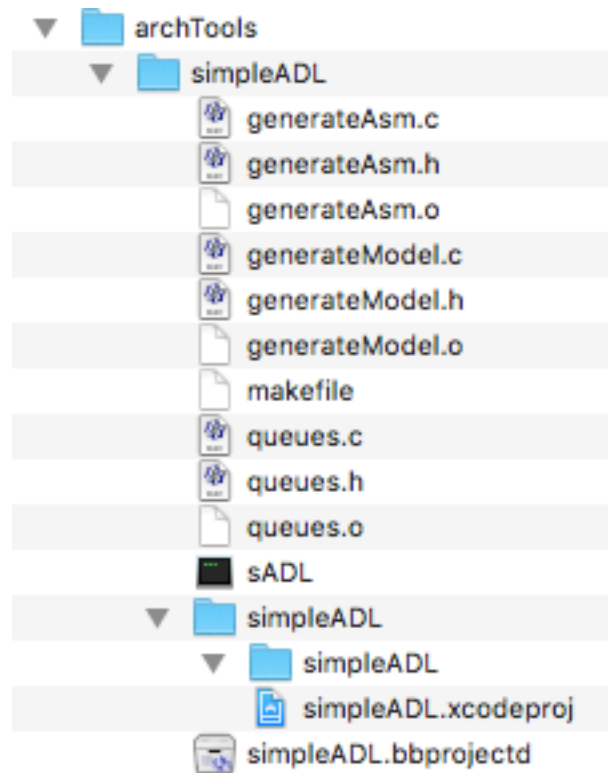 archTools
simpleADL
generateAsm.c
generateAsm.h
generateAsm.o
generateModel.c
generateModel.h
generateModel.o
makefile
queues.c
queues.h
queues.o
sADL
simpleADL
simpleADL
simpleADL.xcodeproj
simpleADL.bbprojectd